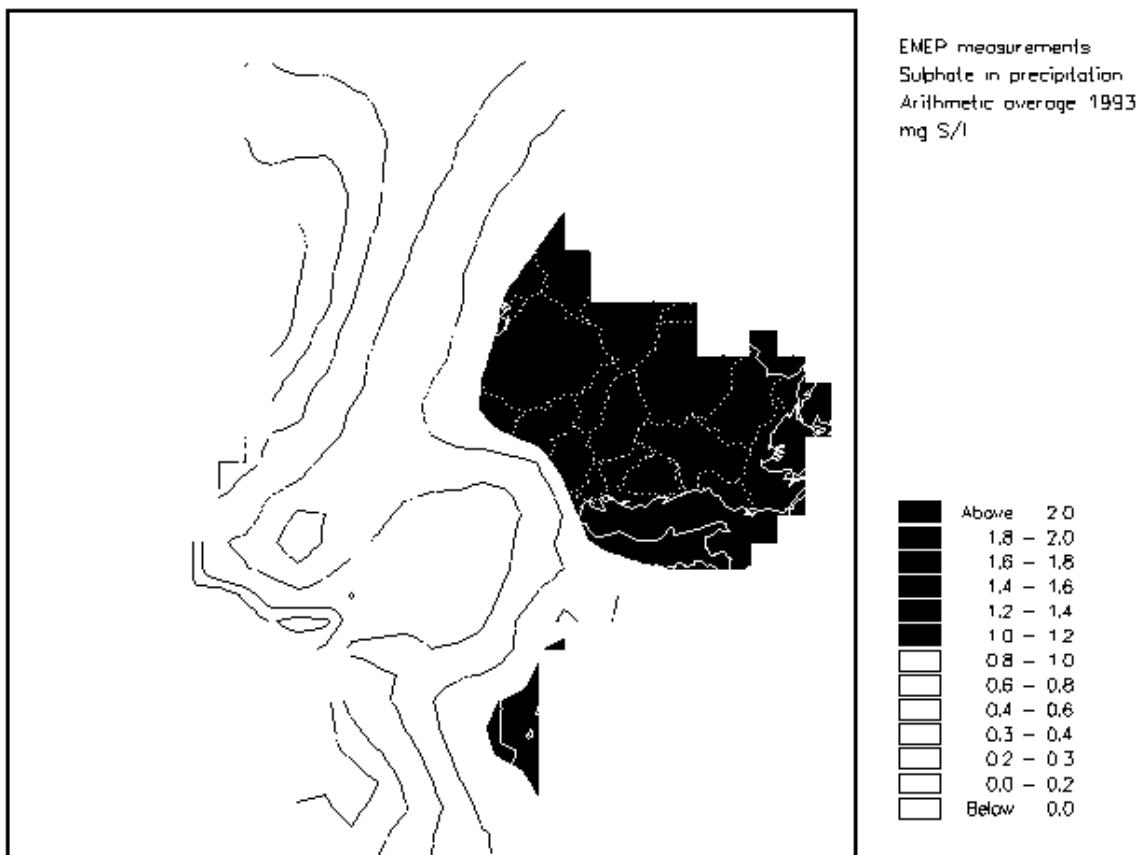 EMEP measurements
Sulphate in precipitation
Arithmetic average 1993
mg S/l
Above 2.0
1.8 - 2.0
1.6 - 1.8
1.4 - 1.6
1.2 - 1.4
1.0 - 1.2
0.8 - 1.0
0.6 - 0.8
0.4 - 0.6
0.3 - 0.4
0.2 - 0.3
0.0 - 0.2
Below 0.0